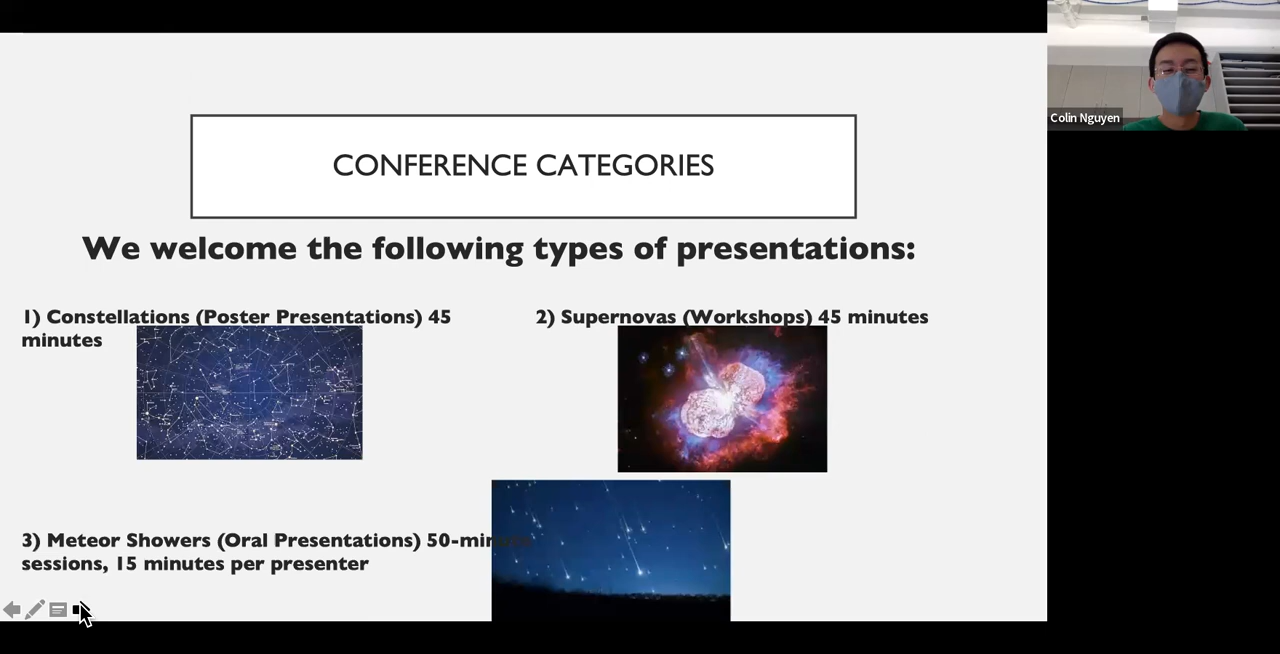 CONFERENCE CATEGORIES
We welcome the following types of presentations:
1) Constellations (Poster Presentations) 45
minutes
2) Supernovas (Workshops) 45 minutes
3) Meteor Showers (Oral Presentations) 50-minute
sessions, 15 minutes per presenter
Colin Nguyen